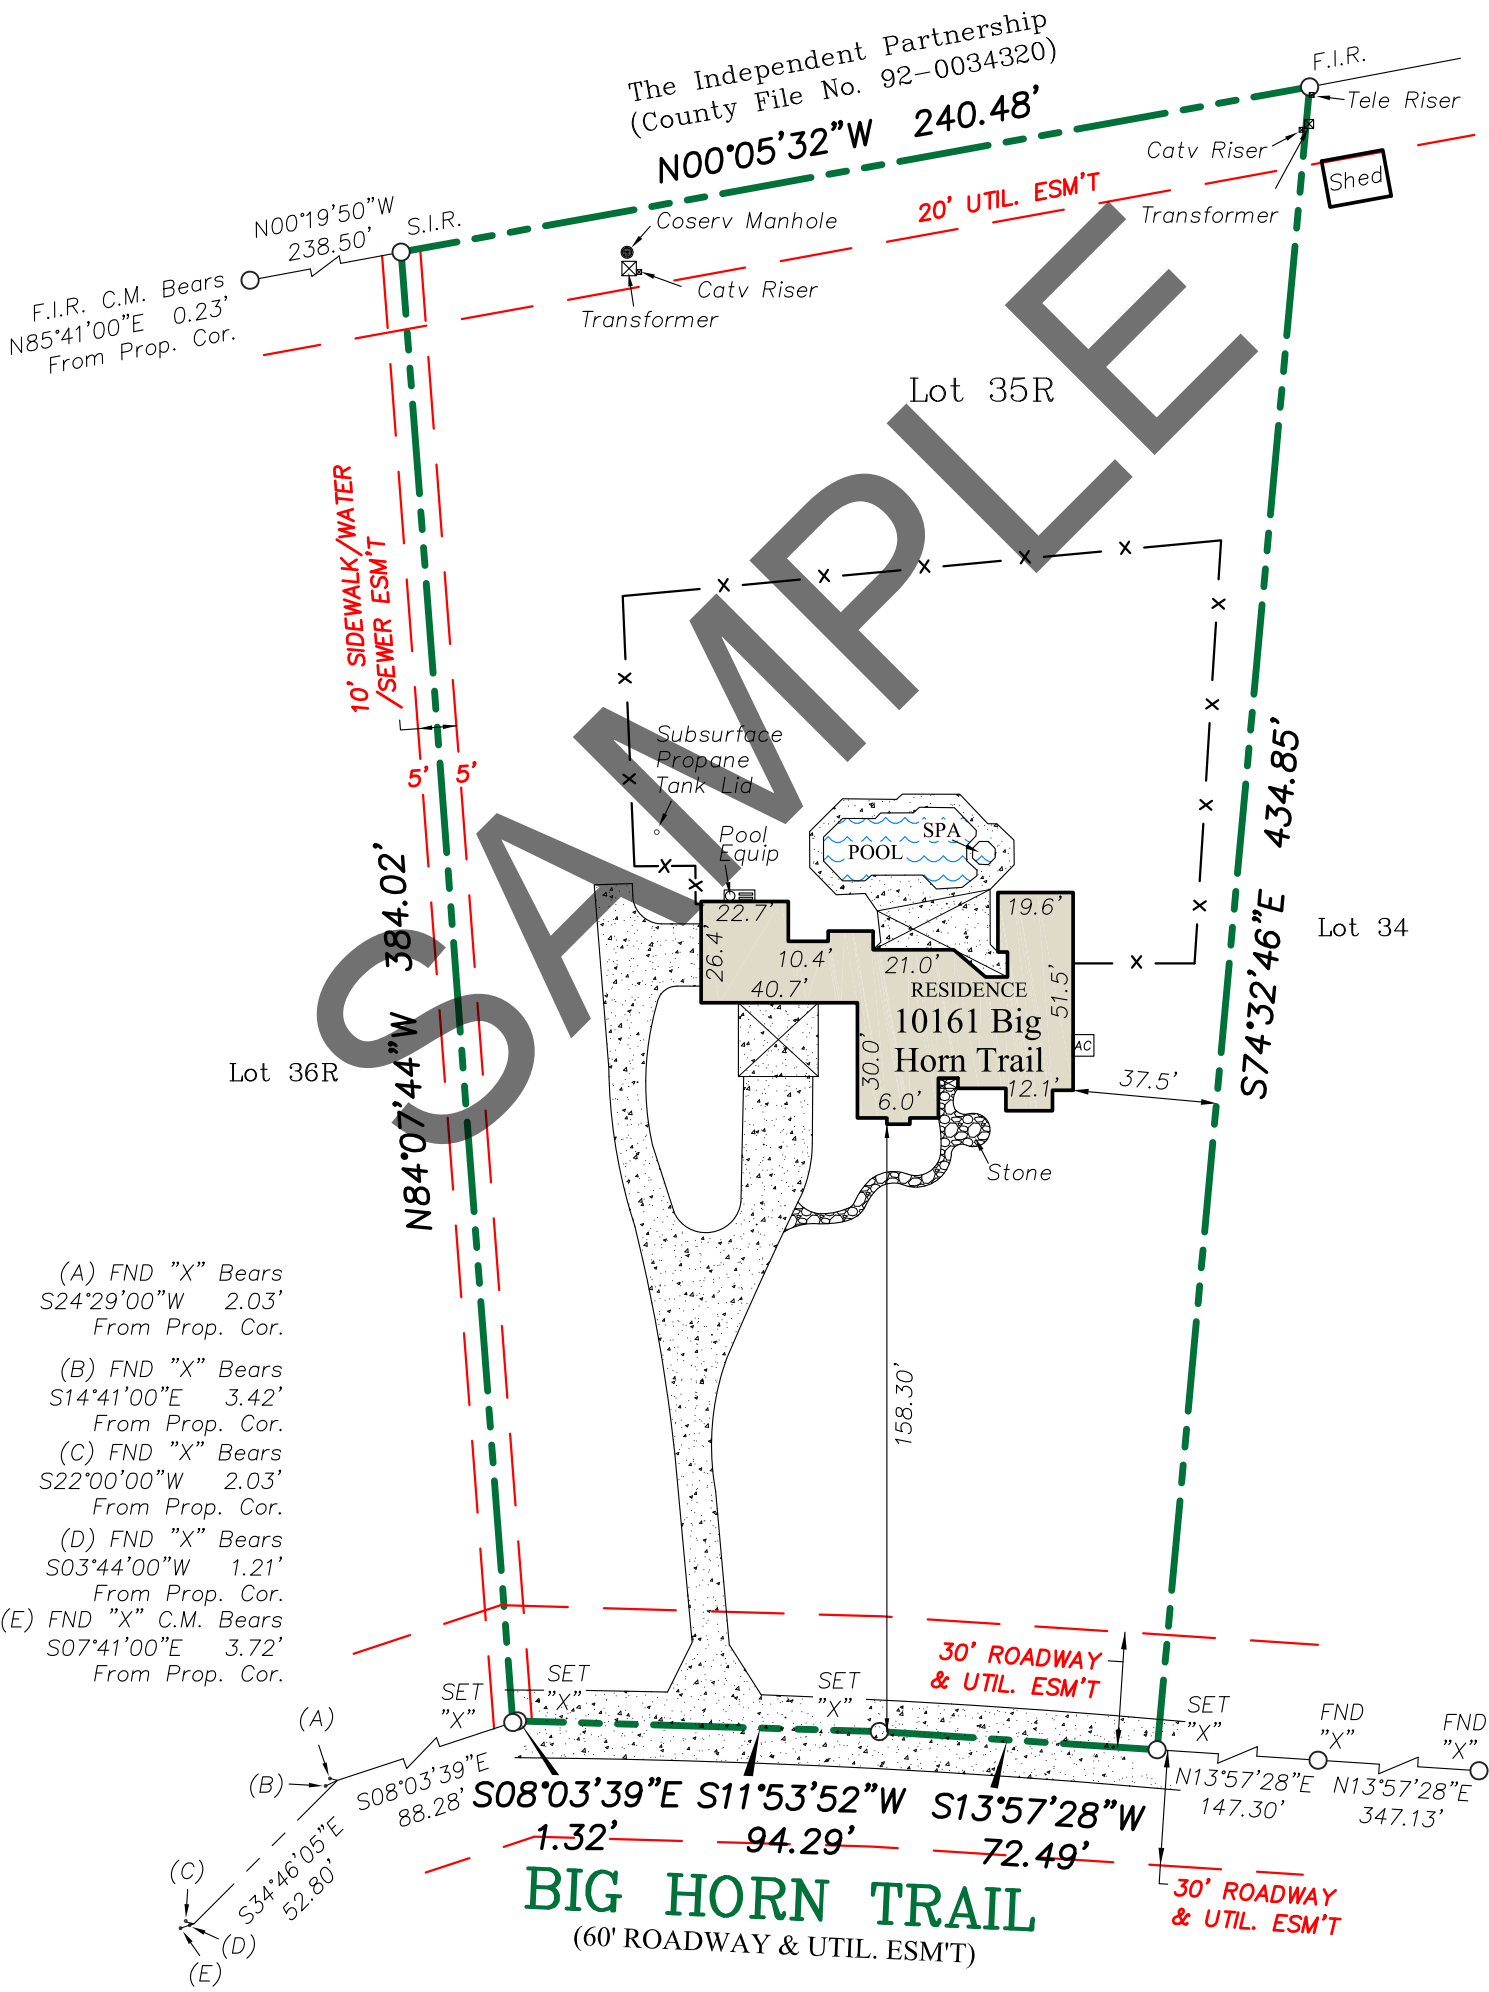 The Independent Partnership
(County File No. 92-0034320)
N00°05'32"W 240.48'
F.I.R.
Tele Riser
Catv Riser
Shed
Transformer
20' UTIL. ESM'T
N00°19'50"W
238.50'
S.I.R.
Coserv Manhole
Catv Riser
Transformer
F.I.R. C.M. Bears
N85°41'00"E 0.23'
From Prop. Cor.
Lot 35R
SAMPLE
10' SIDEWALK/WATER
/SEWER ESM'T
5' 5'
x x x x x
x x x x
x x x x x
x
Subsurface
Propane
Tank Lid
Pool
Equip
SPA
POOL
N84°07'44"W 384.02'
S74°32'46"E 434.85'
Lot 34
Lot 36R
22.7'
19.6'
26.4'
10.4'
21.0'
40.7'
51.5'
RESIDENCE
10161 Big
Horn Trail
30.0'
AC
6.0'
12.1'
37.5'
Stone
158.30'
(A) FND "X" Bears
S24°29'00"W 2.03'
From Prop. Cor.
(B) FND "X" Bears
S14°41'00"E 3.42'
From Prop. Cor.
(C) FND "X" Bears
S22°00'00"W 2.03'
From Prop. Cor.
(D) FND "X" Bears
S03°44'00"W 1.21'
From Prop. Cor.
(E) FND "X" C.M. Bears
S07°41'00"E 3.72'
From Prop. Cor.
30' ROADWAY
& UTIL. ESM'T
SET
"X"
SET
"X"
SET
"X"
SET
"X"
FND
"X"
FND
"X"
(A)
(B)
S08°03'39"E
88.28'
S34°46'05"E
52.80'
(C)
(D)
(E)
S08°03'39"E
1.32'
S11°53'52"W
94.29'
S13°57'28"W
72.49'
N13°57'28"E
147.30'
N13°57'28"E
347.13'
BIG HORN TRAIL
(60' ROADWAY & UTIL. ESM'T)
30' ROADWAY
& UTIL. ESM'T